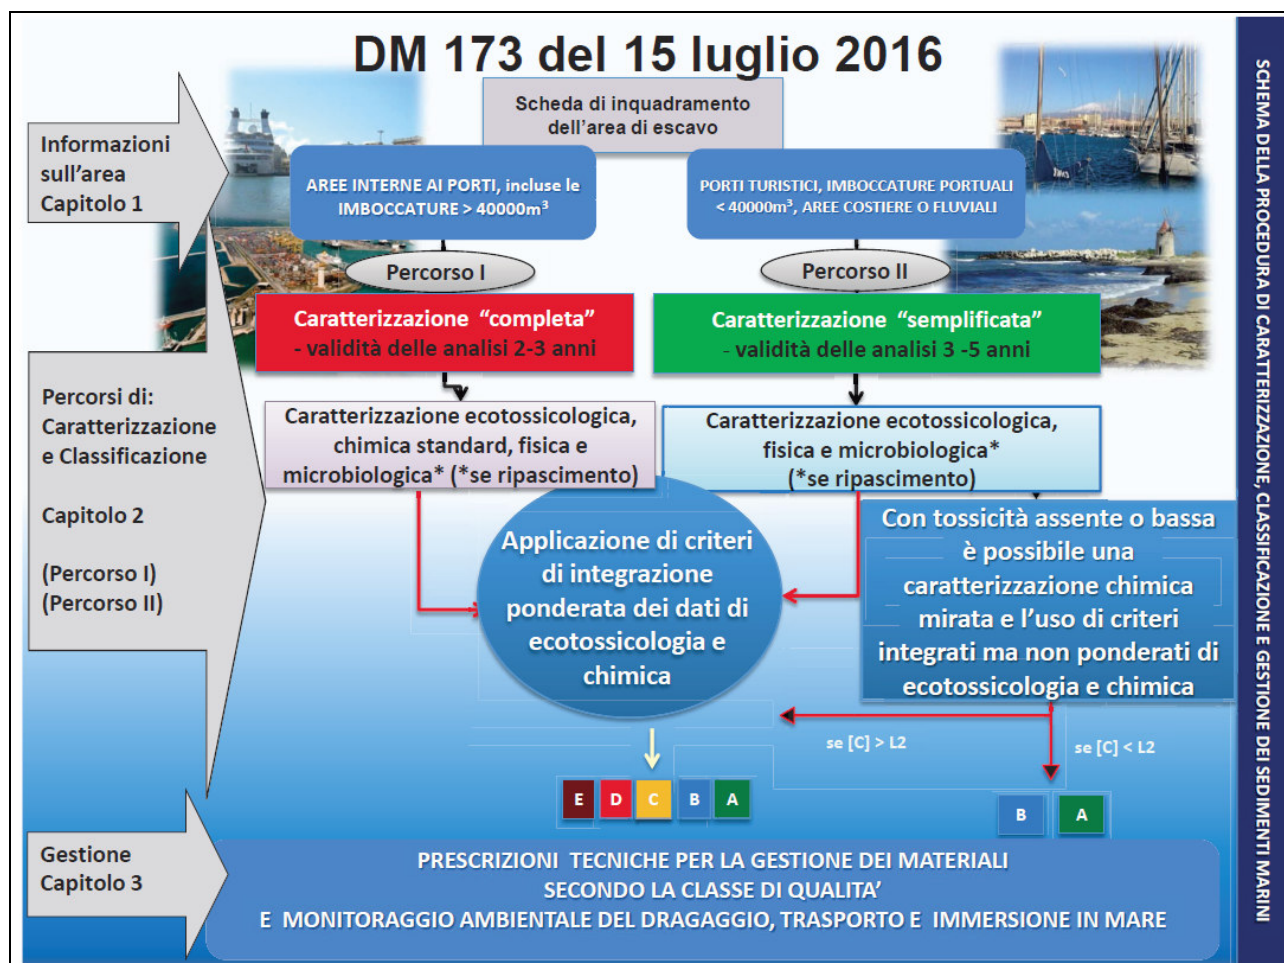 DM 173 del 15 luglio 2016
Scheda di inquadramento
dell'area di escavo
Informazioni
sull'area
Capitolo 1
AREE INTERNE AI PORTI, incluse le
IMBOCCATURE > 40000m³
PORTI TURISTICI, IMBOCCATURE PORTUALI
< 40000m³, AREE COSTIERE O FLUVIALI
Percorso I
Percorso II
Caratterizzazione “completa”
- validità delle analisi 2-3 anni
Caratterizzazione “semplificata”
- validità delle analisi 3 -5 anni
Percorsi di:
Caratterizzazione
e Classificazione
Capitolo 2
(Percorso I)
(Percorso II)
Caratterizzazione ecotossicologica,
chimica standard, fisica e
microbiologica* (*se ripascimento)
Caratterizzazione ecotossicologica,
fisica e microbiologica*
(*se ripascimento)
Applicazione di criteri
di integrazione
ponderata dei dati di
ecotossicologia e
chimica
Con tossicità assente o bassa
è possibile una
caratterizzazione chimica
mirata e l'uso di criteri
integrati ma non ponderati di
ecotossicologia e chimica
se [C] > L2
se [C] < L2
E D C B A
B A
Gestione
Capitolo 3
PRESCRIZIONI TECNICHE PER LA GESTIONE DEI MATERIALI
SECONDO LA CLASSE DI QUALITA'
E MONITORAGGIO AMBIENTALE DEL DRAGAGGIO, TRASPORTO E IMMERSIONE IN MARE
SCHEMA DELLA PROCEDURA DI CARATTERIZZAZIONE, CLASSIFICAZIONE E GESTIONE DEI SEDIMENTI MARINI